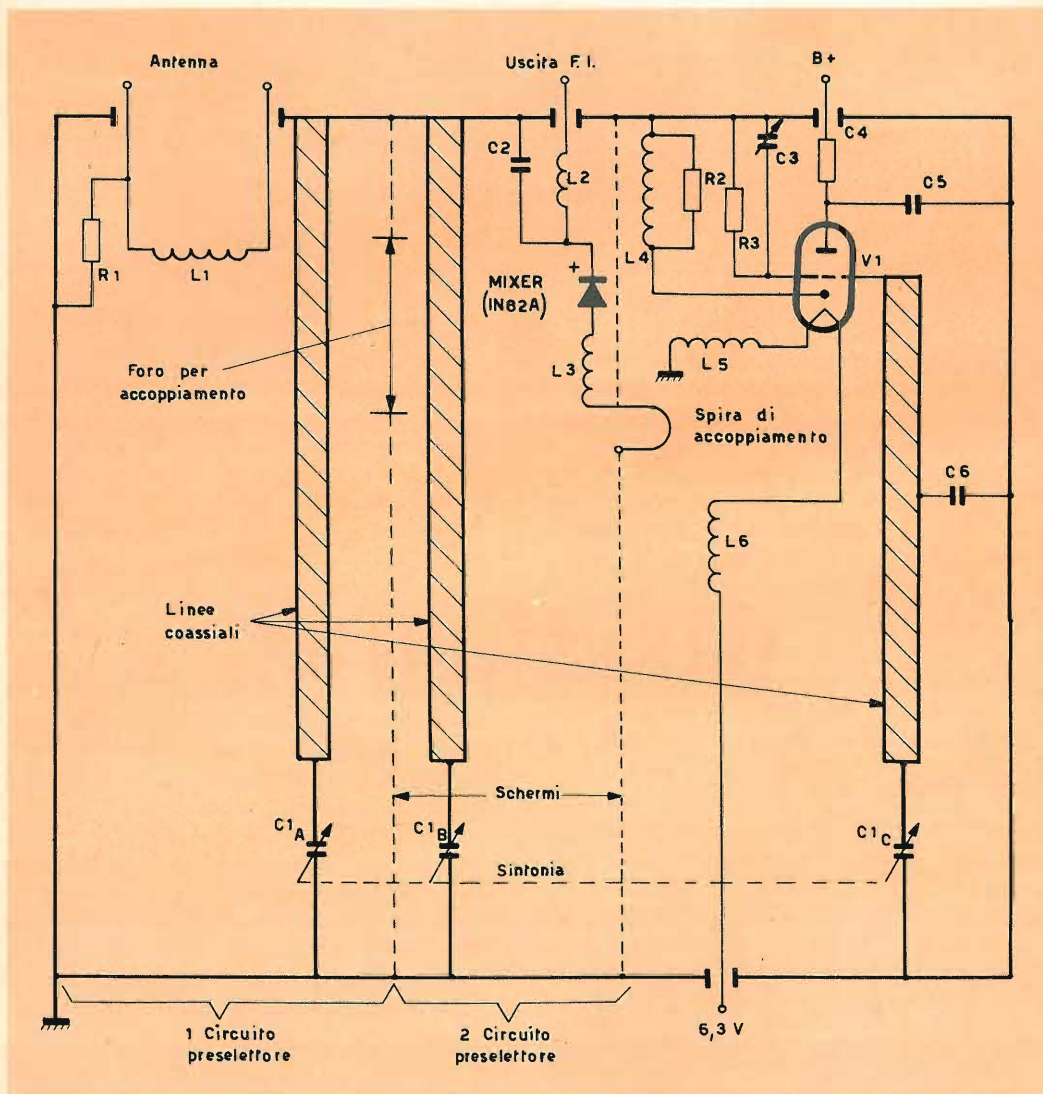 Antenna
Uscita F. I.
B+
C4
C2
L2
C3
R2
C5
R3
L4
V1
R1
L1
+
MIXER
(IN82A)
L5
L3
Foro per
accoppiamento
Spira di
accoppiamento
C6
L6
Linee
coassiali
Schermi
C1A
C1B
C1C
Sintonia
1 Circuito
preselettore
2 Circuito
preselettore
6,3 V